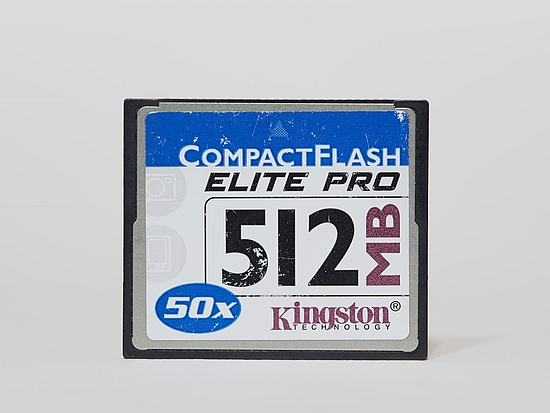 COMPACTFLASH
ELITE PRO
512 MB
50x
Kingston®
TECHNOLOGY